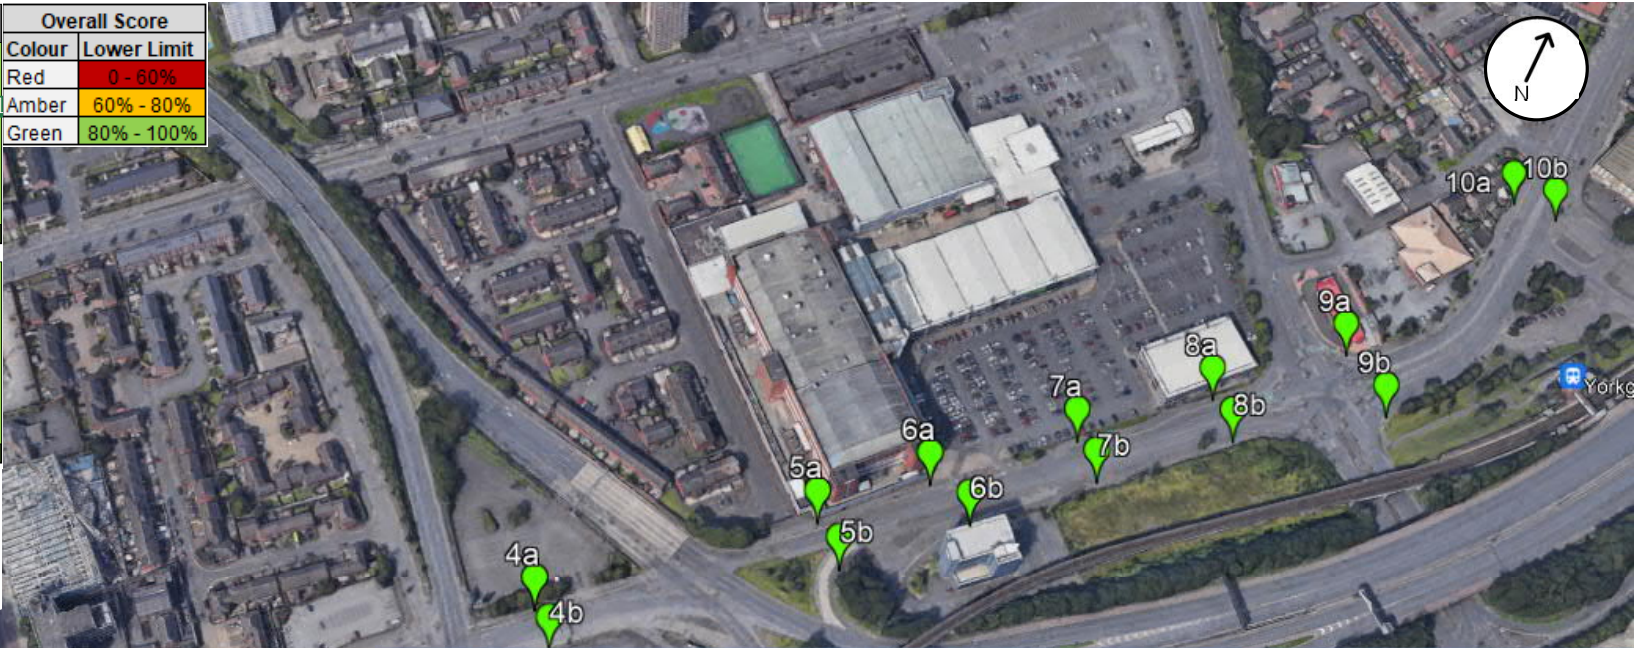 Overall Score
Colour Lower Limit
Red 0 - 60%
Amber 60% - 80%
Green 80% - 100%
N
10a 10b
9a
9b
Yorkg
8a
8b
7a
7b
6a
6b
5a
5b
4a
4b